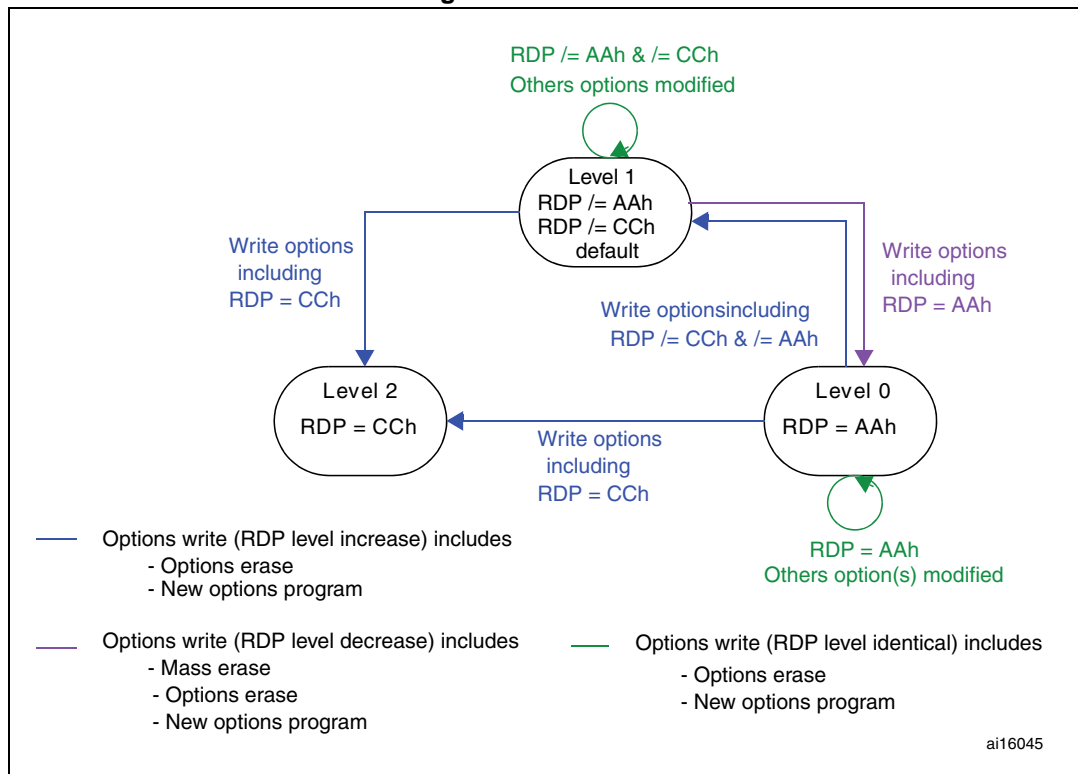 RDP /= AAh & /= CCh
Others options modified
Level 1
RDP /= AAh
RDP /= CCh
default
Write options
including
RDP = CCh
Write options
including
RDP = AAh
Write optionsincluding
RDP /= CCh & /= AAh
Level 2
RDP = CCh
Level 0
RDP = AAh
Write options
including
RDP = CCh
RDP = AAh
Others option(s) modified
Options write (RDP level increase) includes
- Options erase
- New options program
Options write (RDP level decrease) includes
- Mass erase
- Options erase
- New options program
Options write (RDP level identical) includes
- Options erase
- New options program
ai16045